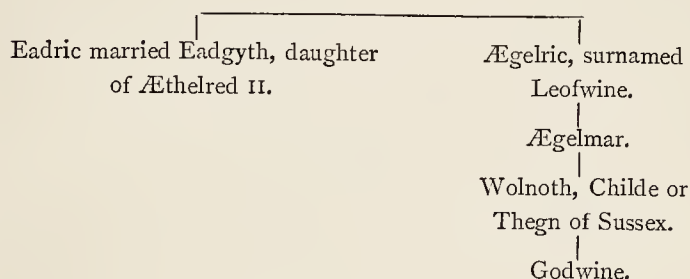 Eadric married Eadgyth, daughter
of Æthelred II.
Ægelric, surnamed
Leofwine.
Ægelmar.
Wolnoth, Childe or
Thegn of Sussex.
Godwine.